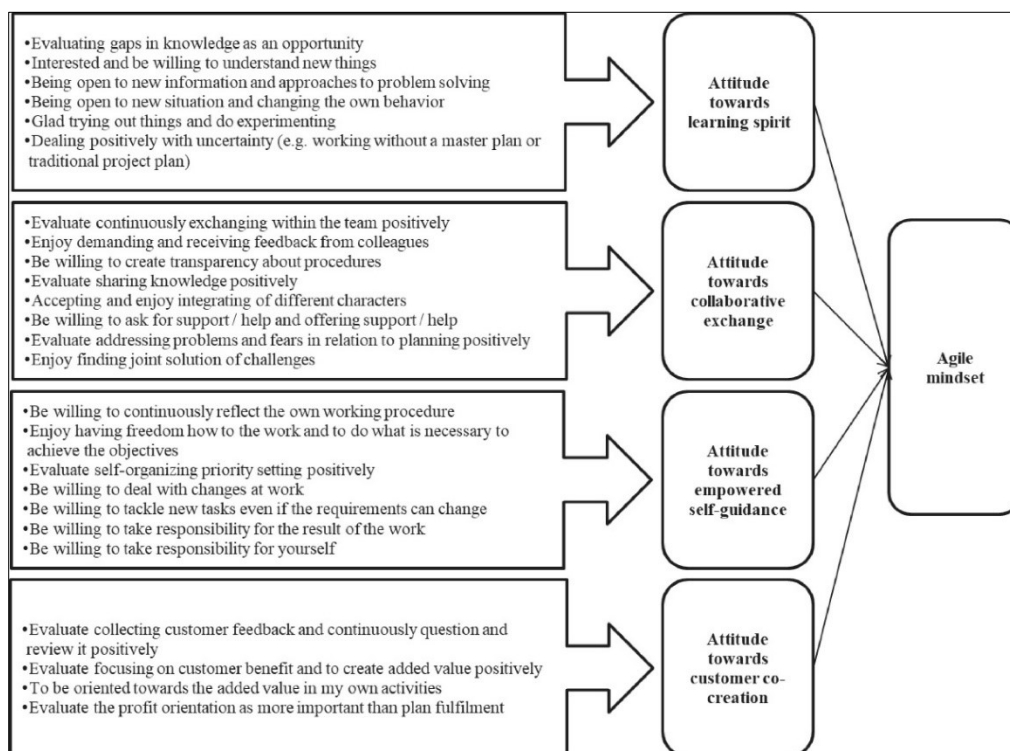 •Evaluating gaps in knowledge as an opportunity
•Interested and be willing to understand new things
•Being open to new information and approaches to problem solving
•Being open to new situation and changing the own behavior
•Glad trying out things and do experimenting
•Dealing positively with uncertainty (e.g. working without a master plan or
traditional project plan)
Attitude
towards
learning spirit
•Evaluate continuously exchanging within the team positively
•Enjoy demanding and receiving feedback from colleagues
•Be willing to create transparency about procedures
•Evaluate sharing knowledge positively
•Accepting and enjoy integrating of different characters
•Be willing to ask for support / help and offering support / help
•Evaluate addressing problems and fears in relation to planning positively
•Enjoy finding joint solution of challenges
Attitude
towards
collaborative
exchange
•Be willing to continuously reflect the own working procedure
•Enjoy having freedom how to the work and to do what is necessary to
achieve the objectives
•Evaluate self-organizing priority setting positively
•Be willing to deal with changes at work
•Be willing to tackle new tasks even if the requirements can change
•Be willing to take responsibility for the result of the work
•Be willing to take responsibility for yourself
Attitude
towards
empowered
self-guidance
•Evaluate collecting customer feedback and continuously question and
review it positively
•Evaluate focusing on customer benefit and to create added value positively
•To be oriented towards the added value in my own activities
•Evaluate the profit orientation as more important than plan fulfilment
Attitude
towards
customer co-
creation
Agile
mindset